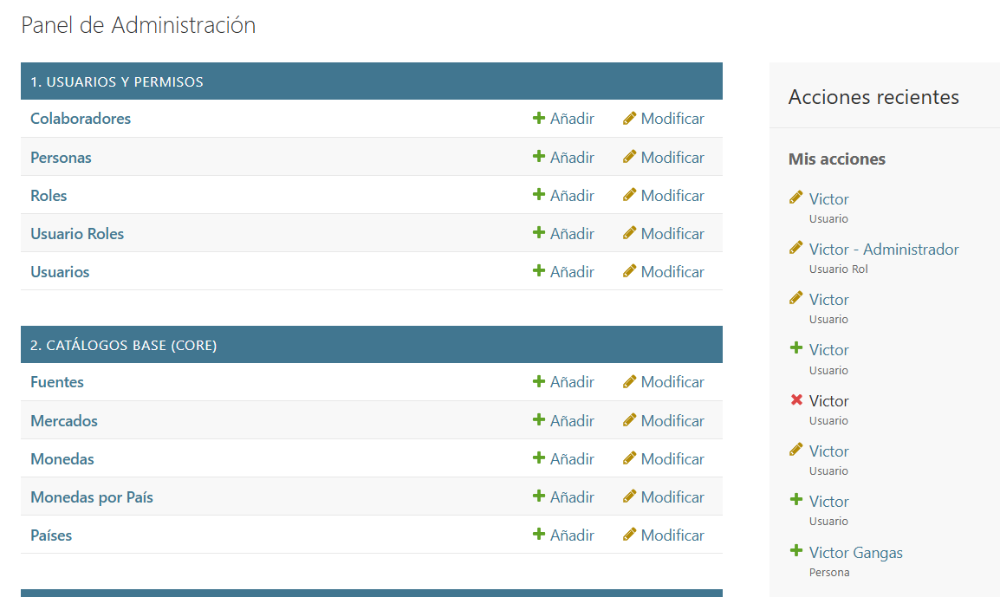 Panel de Administración
1. USUARIOS Y PERMISOS
Colaboradores Añadir Modificar
Personas Añadir Modificar
Roles Añadir Modificar
Usuario Roles Añadir Modificar
Usuarios Añadir Modificar
2. CATÁLOGOS BASE (CORE)
Fuentes Añadir Modificar
Mercados Añadir Modificar
Monedas Añadir Modificar
Monedas por País Añadir Modificar
Países Añadir Modificar
Acciones recientes
Mis acciones
Victor
Usuario
Victor - Administrador
Usuario Rol
Victor
Usuario
Victor
Usuario
Victor
Usuario
Victor
Usuario
Victor
Usuario
Victor Gangas
Persona